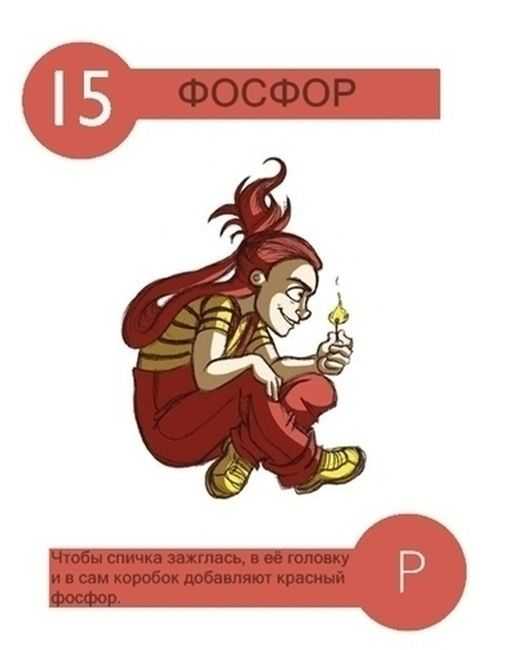 15
ФОСФОР
Чтобы спичка зажглась, в её головку
и в сам коробок добавляют красный
фосфор.
P